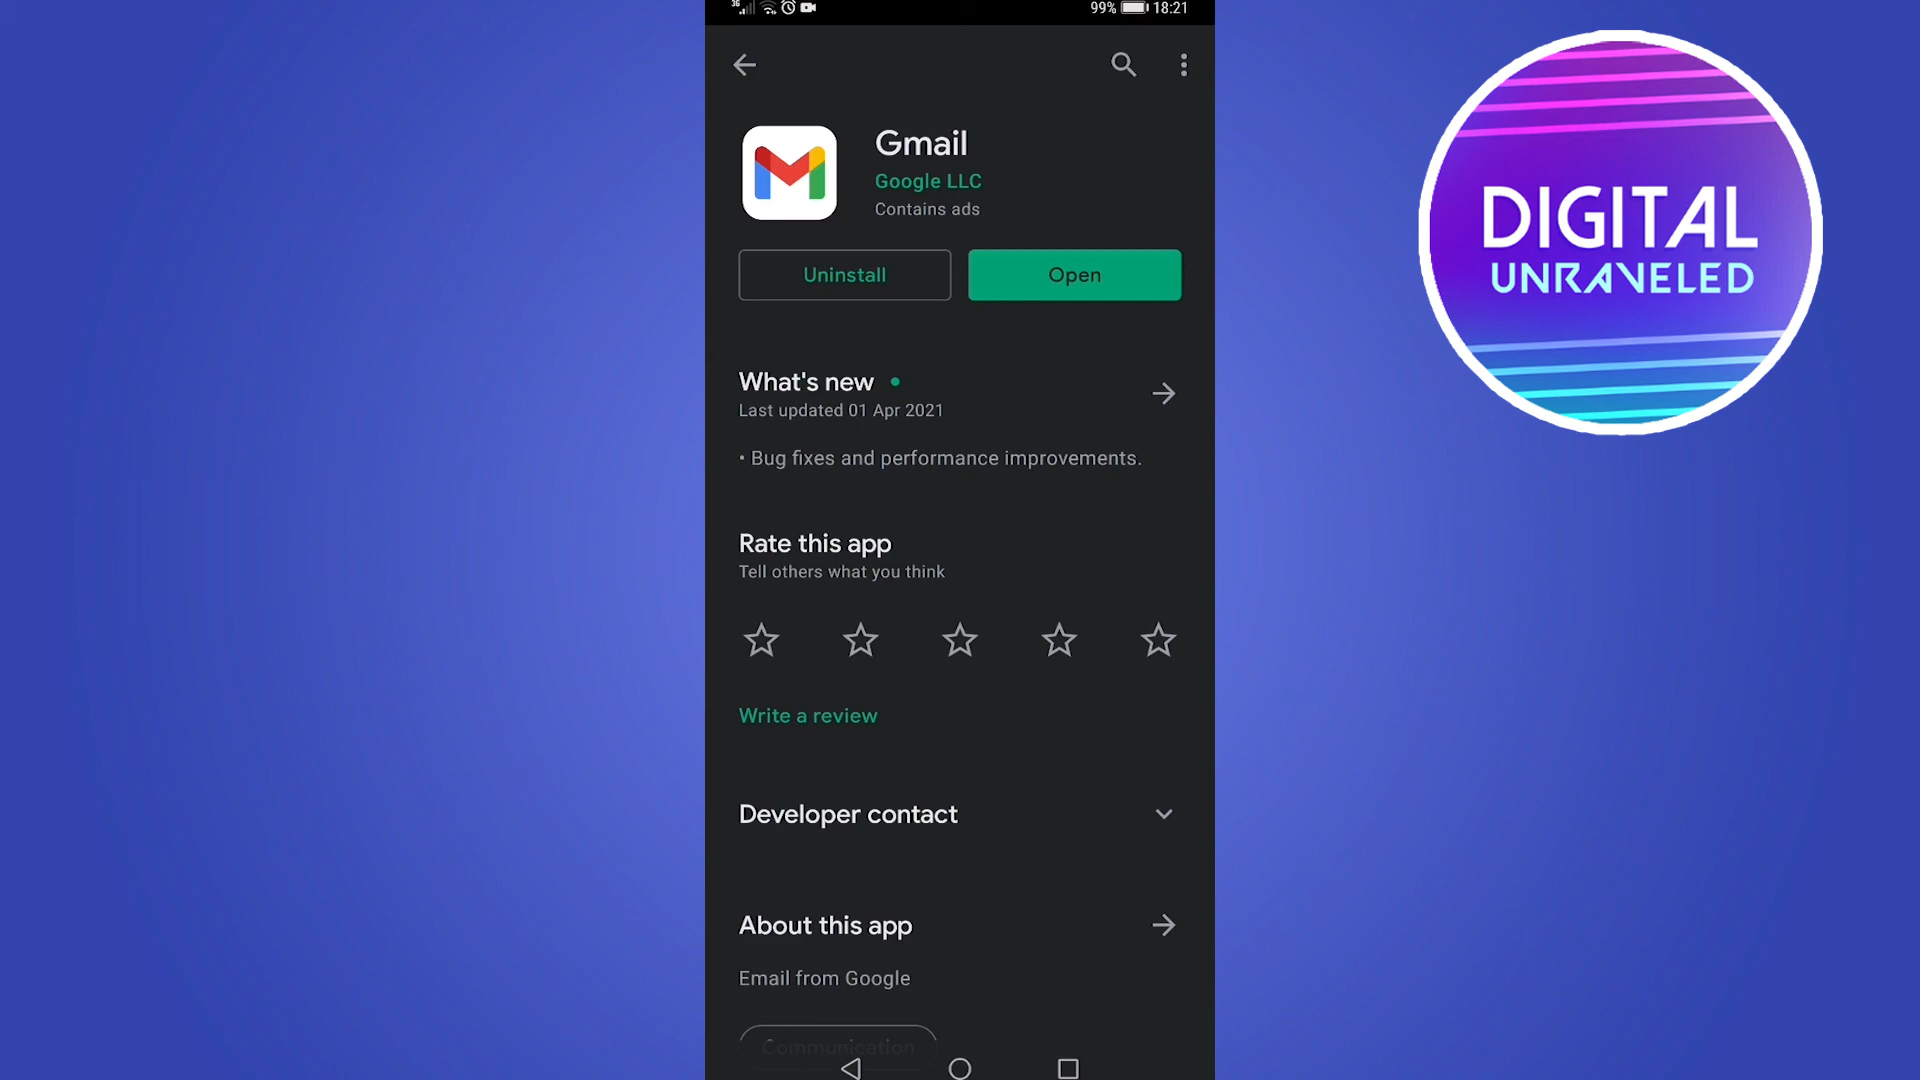 3G
99% 18:21
Gmail
Google LLC
Contains ads
Uninstall
Open
What's new
Last updated 01 Apr 2021
• Bug fixes and performance improvements.
Rate this app
Tell others what you think
Write a review
Developer contact
About this app
Email from Google
Communication
DIGITAL
UNRAVELED